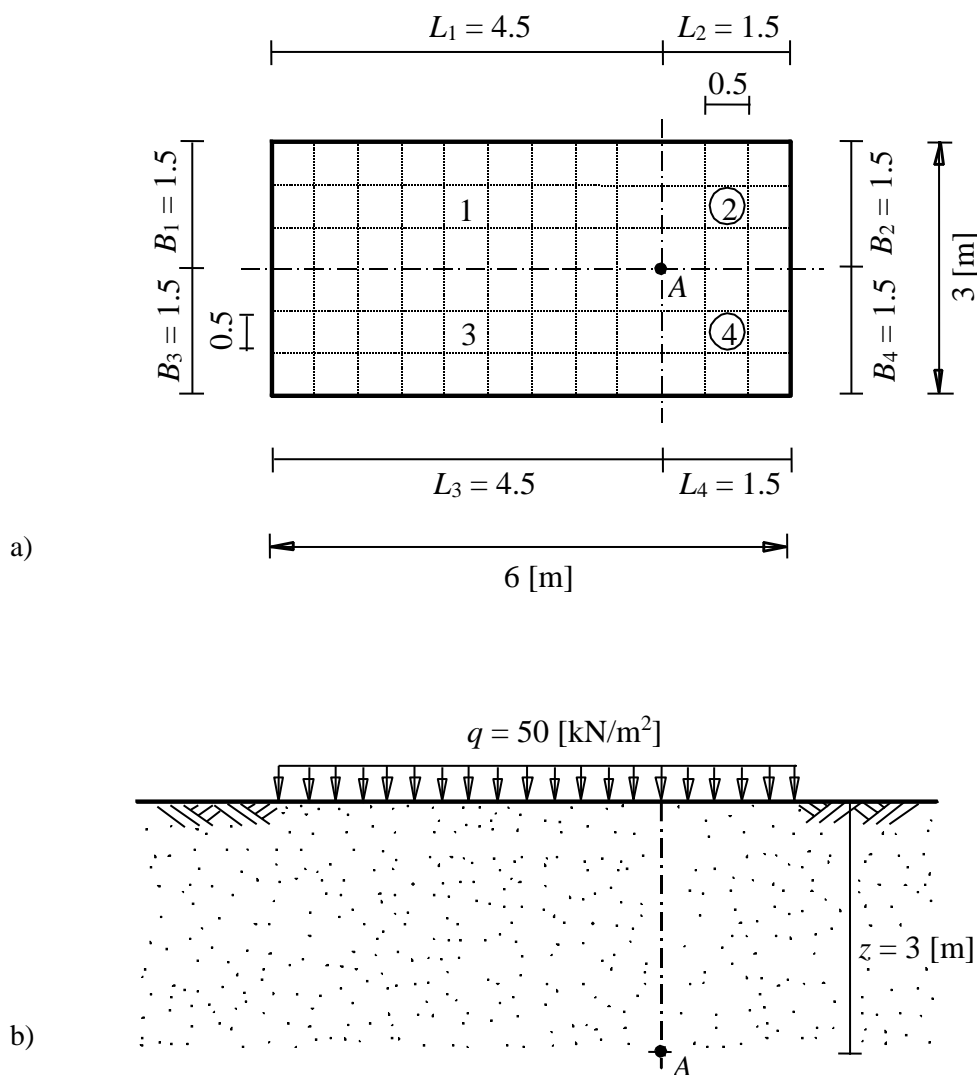 L1 = 4.5
L2 = 1.5
0.5
B1 = 1.5
B2 = 1.5
3 [m]
1
2
A
B3 = 1.5
0.5
3
4
B4 = 1.5
L3 = 4.5
L4 = 1.5
a)
6 [m]
q = 50 [kN/m²]
z = 3 [m]
b)
A